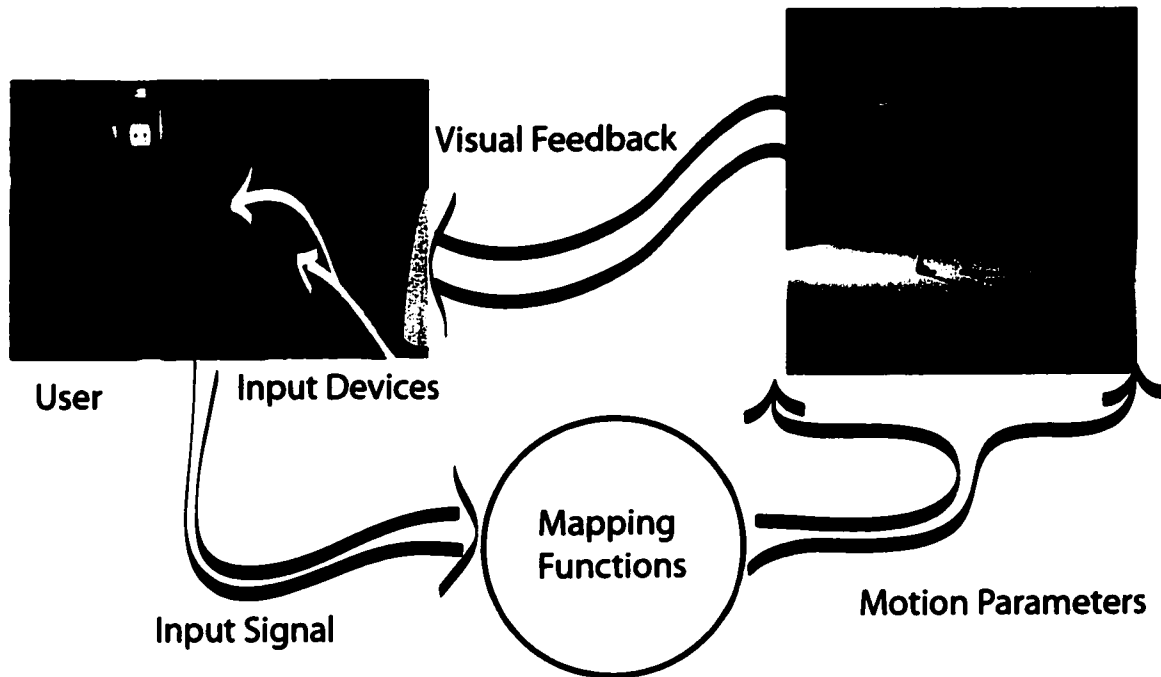 Visual Feedback
User
Input Devices
Mapping
Functions
Input Signal
Motion Parameters